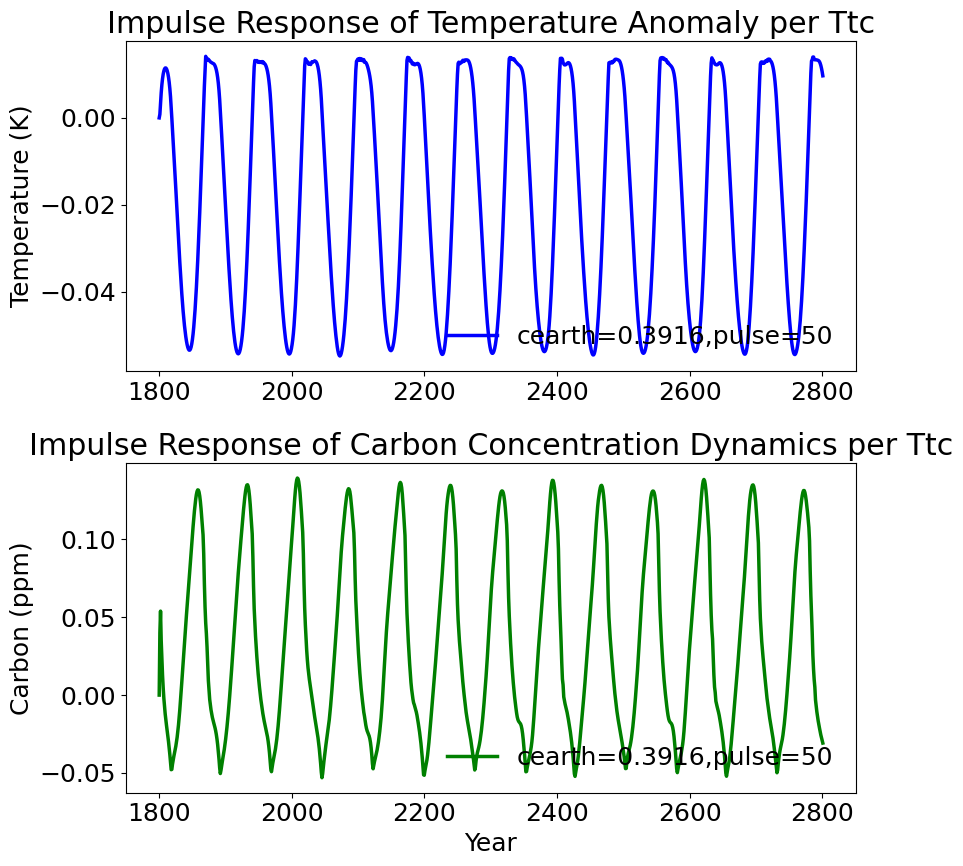 Impulse Response of Temperature Anomaly per Ttc
Temperature (K)
0.00
−0.02
−0.04
cearth=0.3916,pulse=50
1800 2000 2200 2400 2600 2800
Impulse Response of Carbon Concentration Dynamics per Ttc
Carbon (ppm)
0.10
0.05
0.00
−0.05
cearth=0.3916,pulse=50
1800 2000 2200 2400 2600 2800
Year